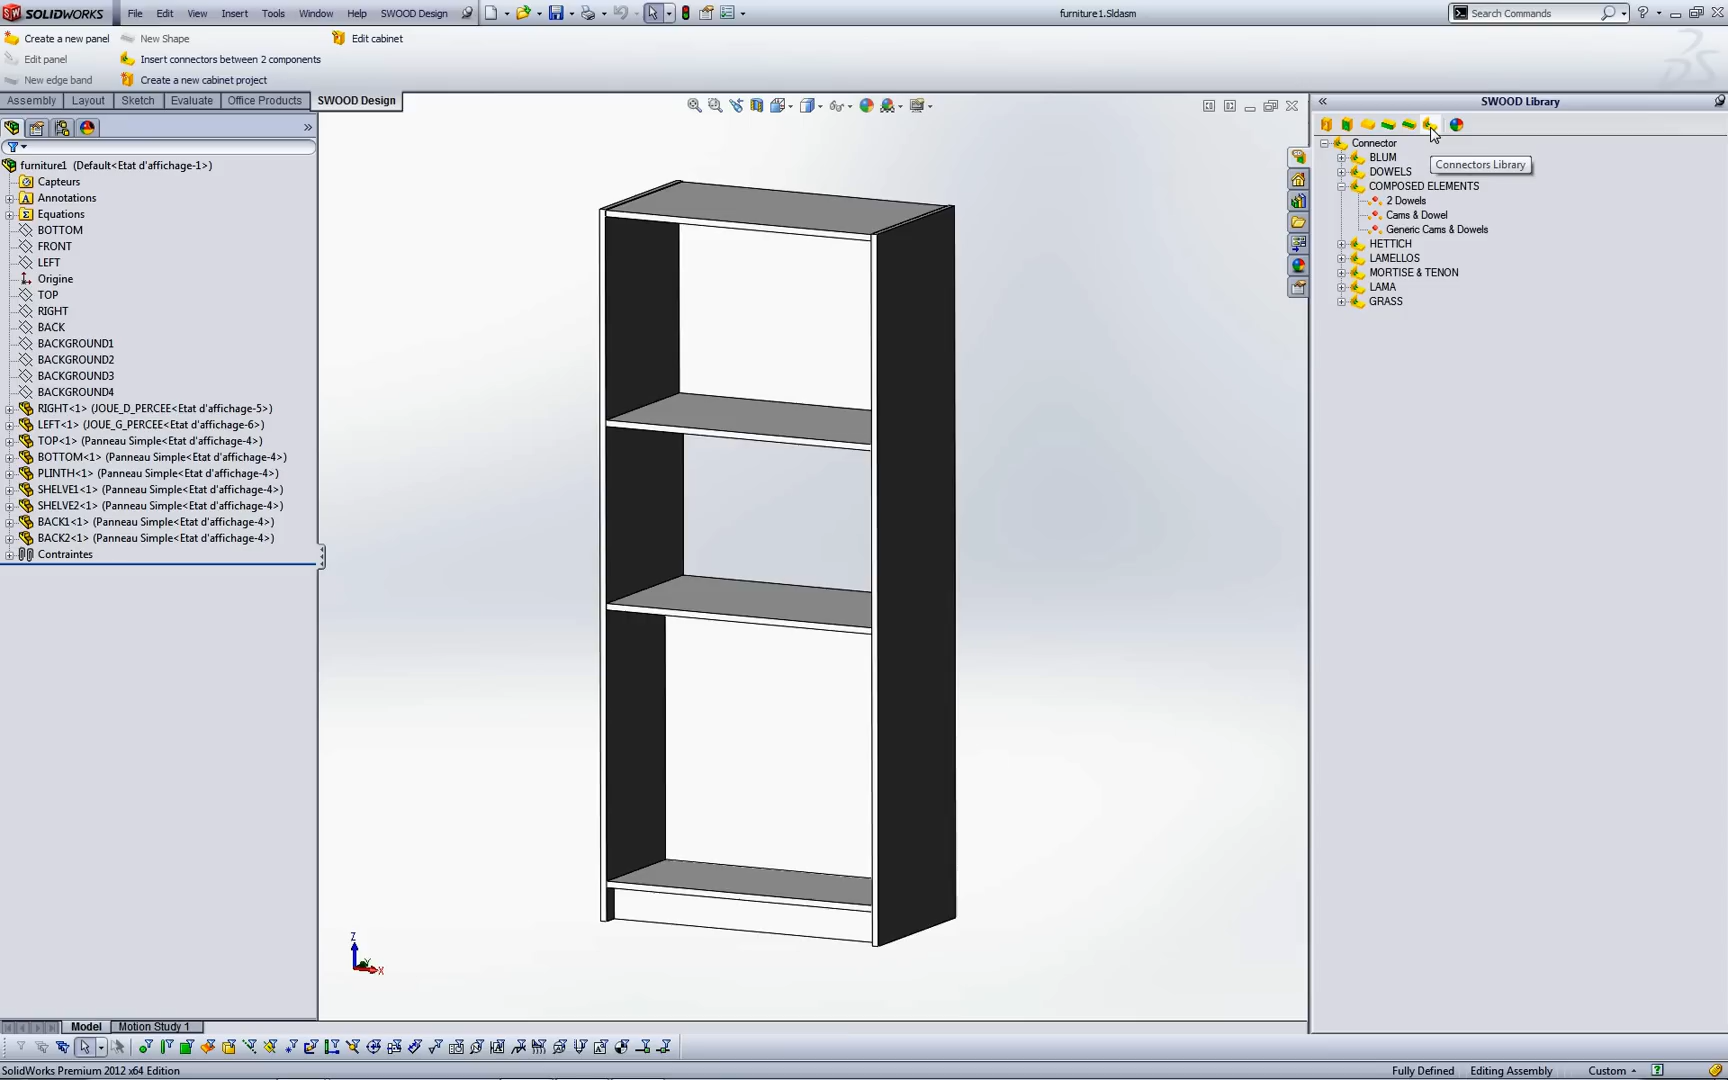 SOLIDWORKS File Edit View Insert Tools Window Help SWOOD Design furniture1.Sldasm Search Commands
Create a new panel New Shape Edit cabinet
Edit panel Insert connectors between 2 components
New edge band Create a new cabinet project
Assembly Layout Sketch Evaluate Office Products SWOOD Design
SWOOD Library
furniture1 (Default<Etat d'affichage-1>)
Capteurs
Annotations
Equations
BOTTOM
FRONT
LEFT
Origine
TOP
RIGHT
BACK
BACKGROUND1
BACKGROUND2
BACKGROUND3
BACKGROUND4
RIGHT<1> (JOUE_D_PERCEE<Etat d'affichage-5>)
LEFT<1> (JOUE_G_PERCEE<Etat d'affichage-6>)
TOP<1> (Panneau Simple<Etat d'affichage-4>)
BOTTOM<1> (Panneau Simple<Etat d'affichage-4>)
PLINTH<1> (Panneau Simple<Etat d'affichage-4>)
SHELVE1<1> (Panneau Simple<Etat d'affichage-4>)
SHELVE2<1> (Panneau Simple<Etat d'affichage-4>)
BACK1<1> (Panneau Simple<Etat d'affichage-4>)
BACK2<1> (Panneau Simple<Etat d'affichage-4>)
Contraintes
Connector
BLUM
DOWELS
COMPOSED ELEMENTS
2 Dowels
Cams & Dowel
Generic Cams & Dowels
HETTICH
LAMELLOS
MORTISE & TENON
LAMA
GRASS
Connectors Library
Z
Y
X
Model Motion Study 1
SolidWorks Premium 2012 x64 Edition Fully Defined Editing Assembly Custom